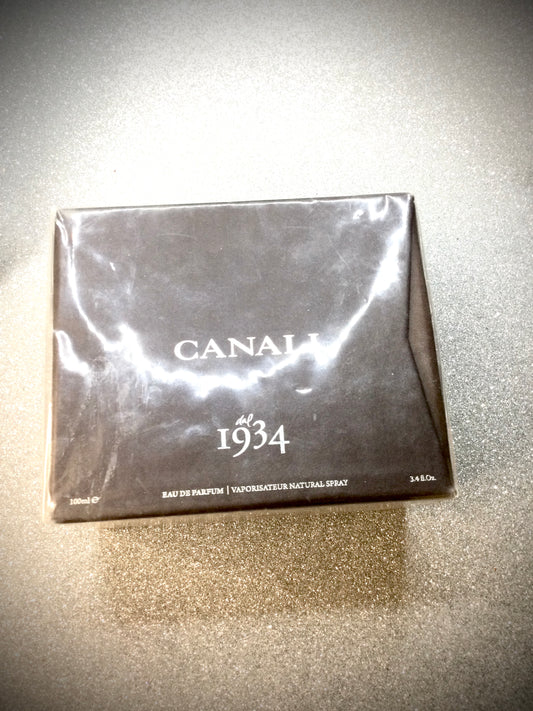 CANALI
dal
1934
EAU DE PARFUM | VAPORISATEUR NATURAL SPRAY
100ml ℮
3.4 fl.Oz.